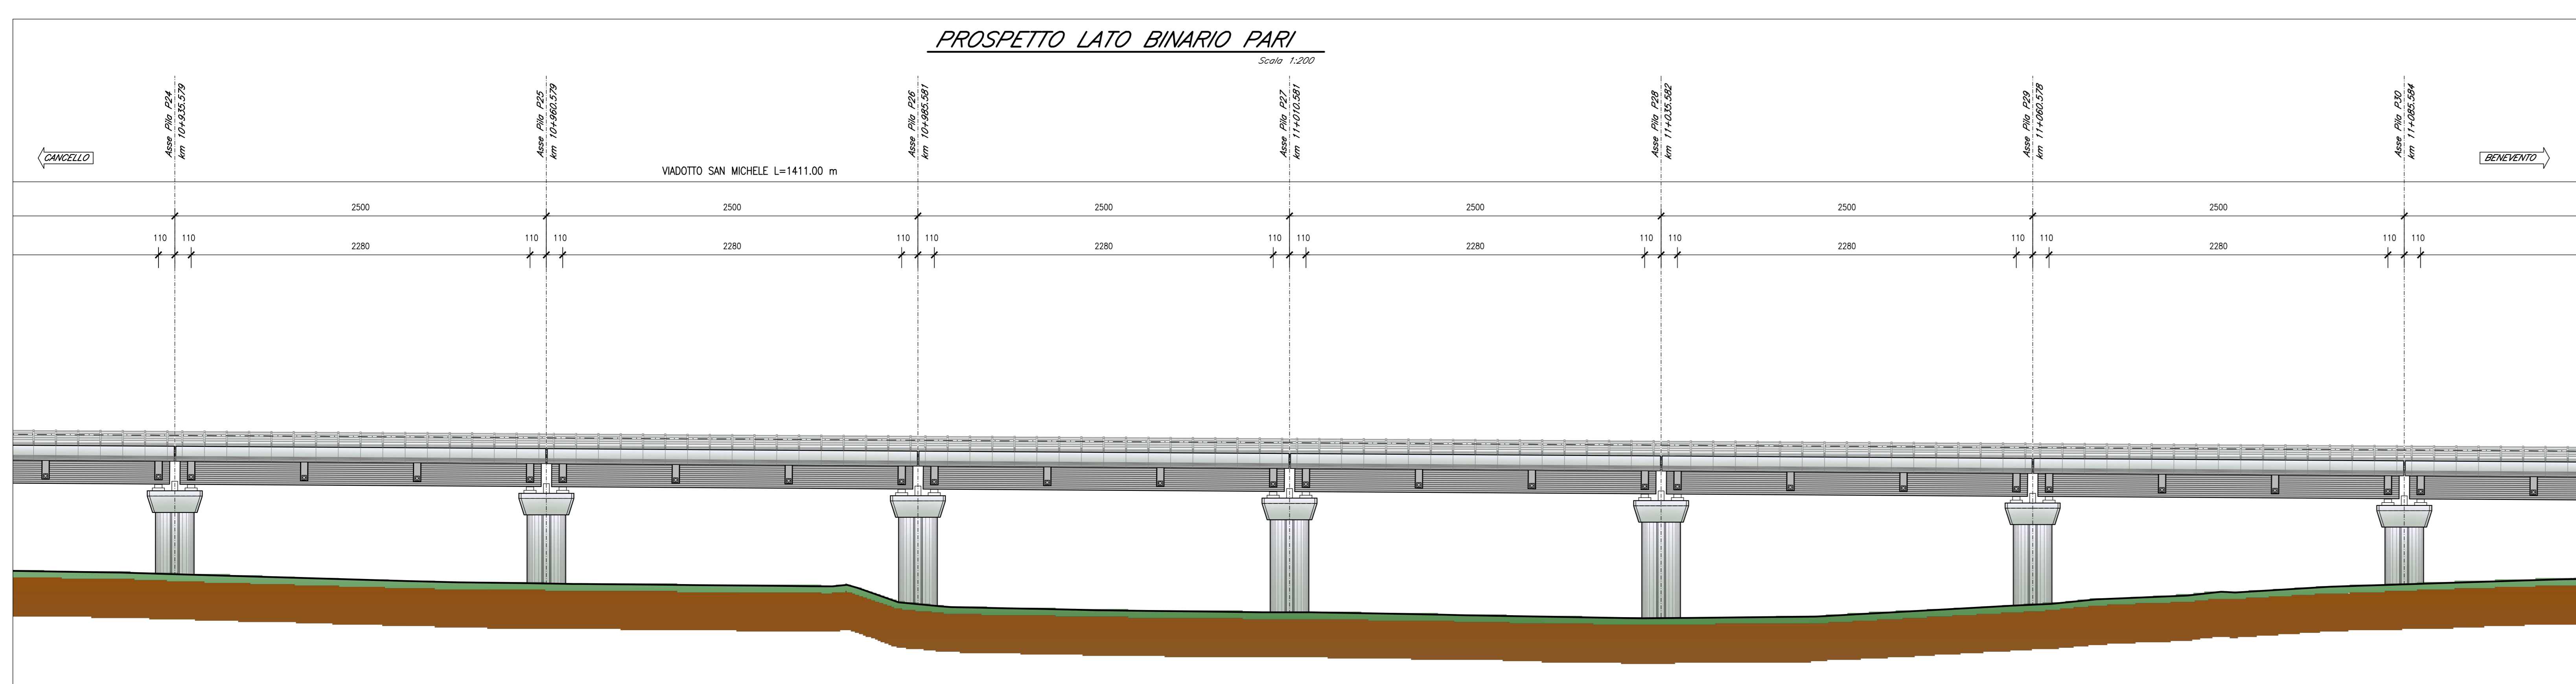 PROSPETTO LATO BINARIO PARI
Scala 1:200
Asse Pila P24
km 10+935.579
Asse Pila P25
km 10+960.579
Asse Pila P26
km 10+985.581
Asse Pila P27
km 11+010.581
Asse Pila P28
km 11+035.582
Asse Pila P29
km 11+060.578
Asse Pila P30
km 11+085.584
CANCELLO
BENEVENTO
VIADOTTO SAN MICHELE L=1411.00 m
2500 2500 2500 2500 2500 2500
110 110 110 110 110 110 110 110 110 110 110 110 110 110
2280 2280 2280 2280 2280 2280